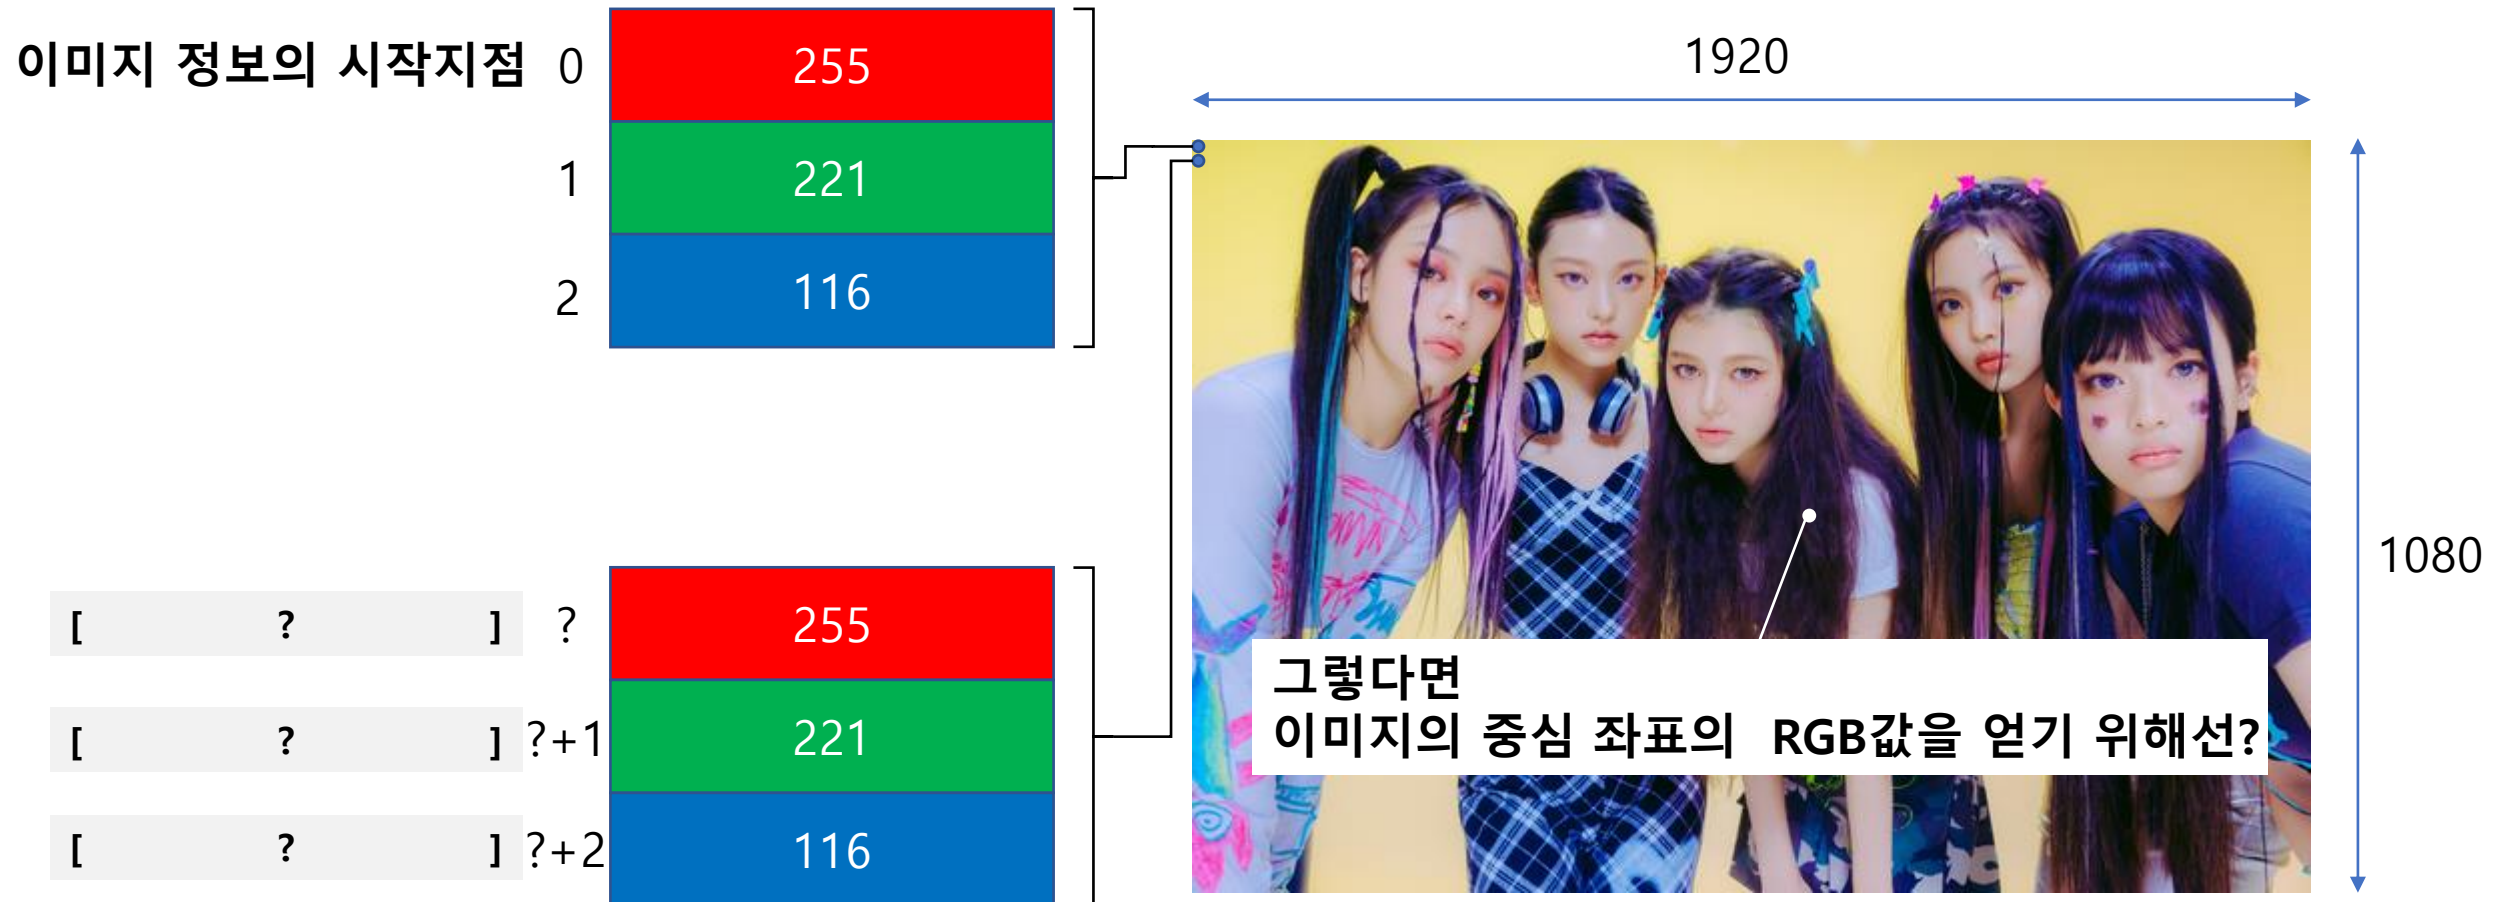 이미지 정보의 시작지점 0 255
1 221
2 116
1920
1080
[ ? ] ? 255
[ ? ] ?+1 221
[ ? ] ?+2 116
그렇다면
이미지의 중심 좌표의 RGB값을 얻기 위해선?